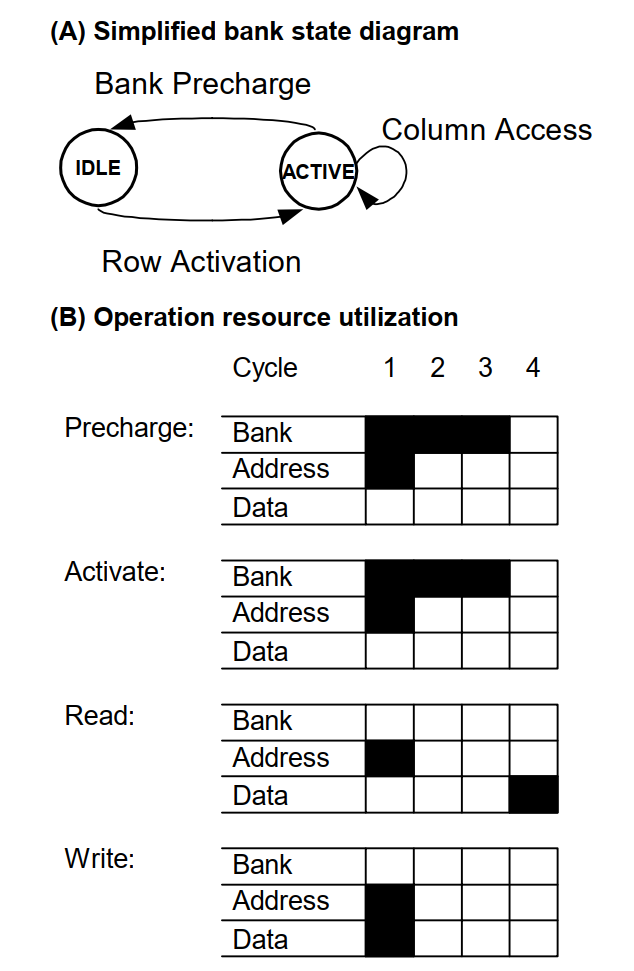 (A) Simplified bank state diagram
Bank Precharge
Column Access
IDLE
ACTIVE
Row Activation
(B) Operation resource utilization
Cycle 1 2 3 4
Precharge: Bank
Address
Data
Activate: Bank
Address
Data
Read: Bank
Address
Data
Write: Bank
Address
Data